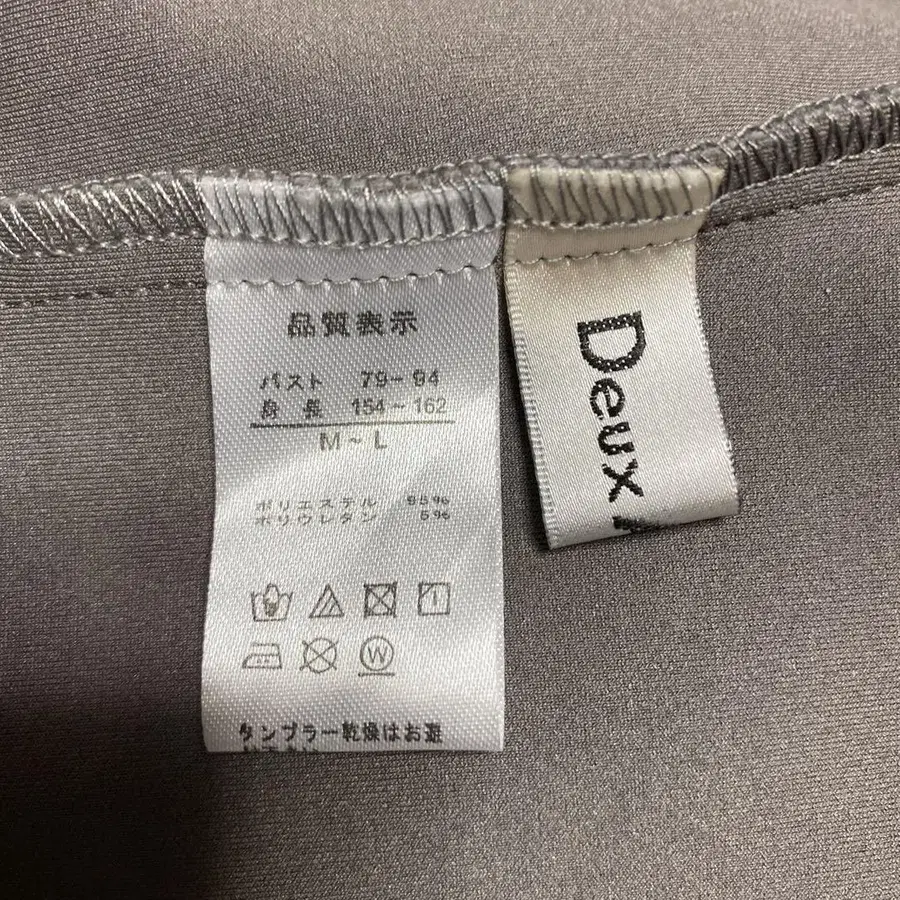 品質表示
バスト 79-94
身長 154~162
M~L
ポリエステル 95%
ポリウレタン 5%
W
タンブラー乾燥はお避
Deux